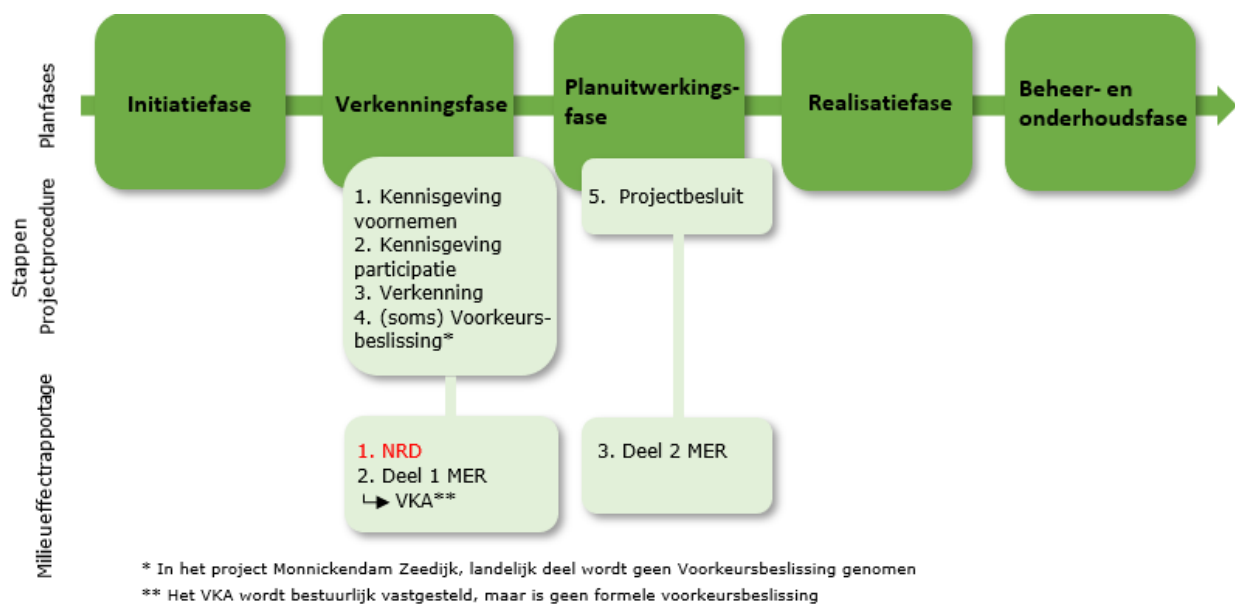 Planfases
Initiatiefase
Verkenningsfase
Planuitwerkings-
fase
Realisatiefase
Beheer- en
onderhoudsfase
Stappen
Projectprocedure
1. Kennisgeving
voornemen
2. Kennisgeving
participatie
3. Verkenning
4. (soms) Voorkeurs-
beslissing*
5. Projectbesluit
Milieueffectrapportage
1. NRD
2. Deel 1 MER
VKA**
3. Deel 2 MER
* In het project Monnickendam Zeedijk, landelijk deel wordt geen Voorkeursbeslissing genomen
** Het VKA wordt bestuurlijk vastgesteld, maar is geen formele voorkeursbeslissing